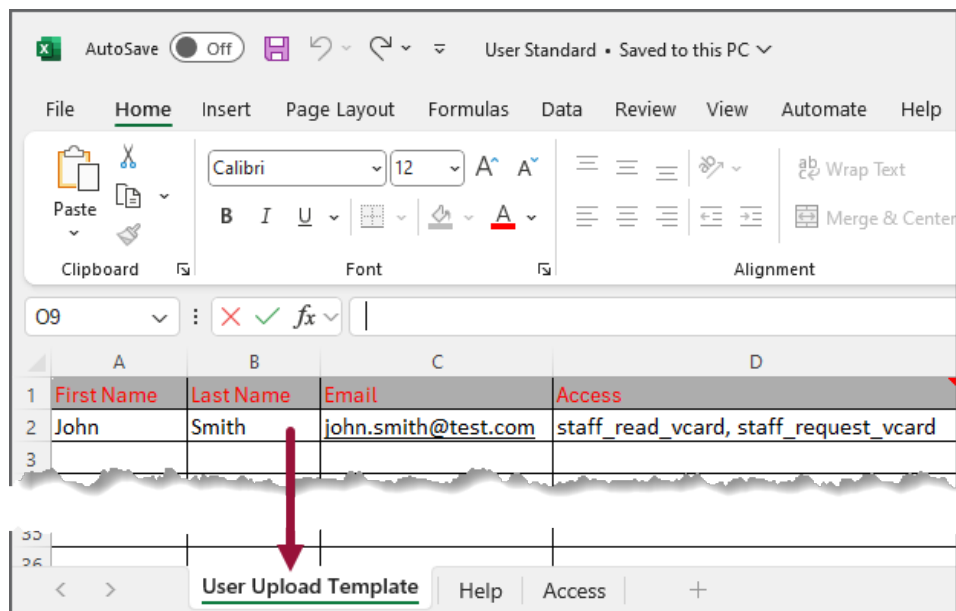 AutoSave Off User Standard • Saved to this PC
File Home Insert Page Layout Formulas Data Review View Automate Help
Calibri 12 A A ab Wrap Text
Paste B I U A Merge & Center
Clipboard Font Alignment
O9 fx
A B C D
1 First Name Last Name Email Access
2 John Smith john.smith@test.com staff_read_vcard, staff_request_vcard
3
35
User Upload Template Help Access